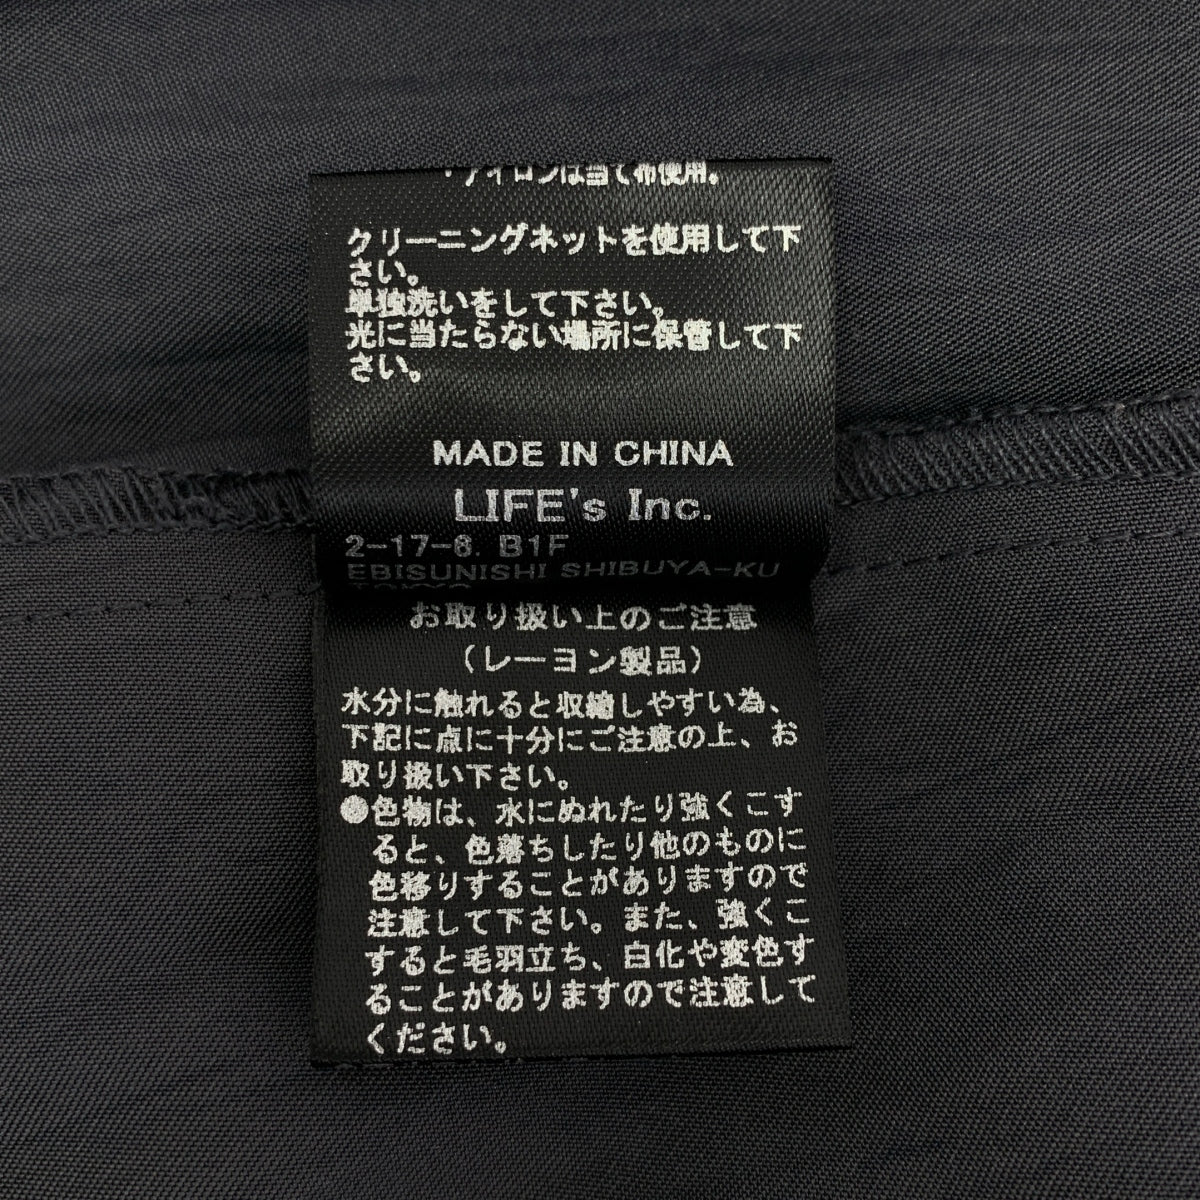 ・アイロンは当て布使用。
クリーニングネットを使用して下
さい。
単独洗いをして下さい。
光に当たらない場所に保管して下
さい。
MADE IN CHINA
LIFE's Inc.
2-17-8. B1F
EBISUNISHI SHIBUYA-KU
TOKYO
お取り扱い上のご注意
(レーヨン製品)
水分に触れると収縮しやすい為、
下記に点に十分にご注意の上、お
取り扱い下さい。
●色物は、水にぬれたり強くこす
ると、色落ちしたり他のものに
色移りすることがありますので
注意して下さい。また、強くこ
すると毛羽立ち、白化や変色す
ることがありますので注意して
ください。